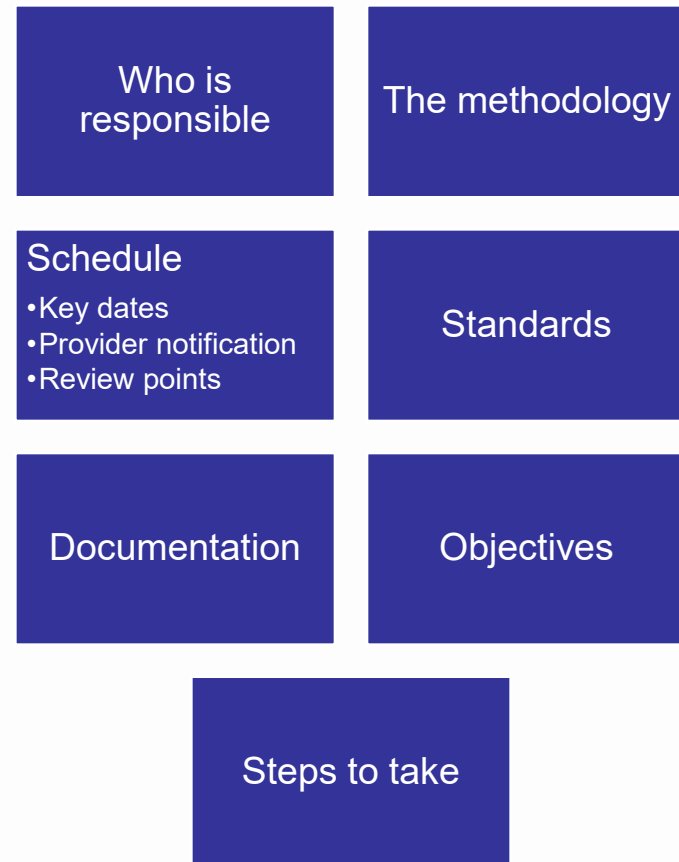 Who is
responsible
The methodology
Schedule
•Key dates
•Provider notification
•Review points
Standards
Documentation
Objectives
Steps to take